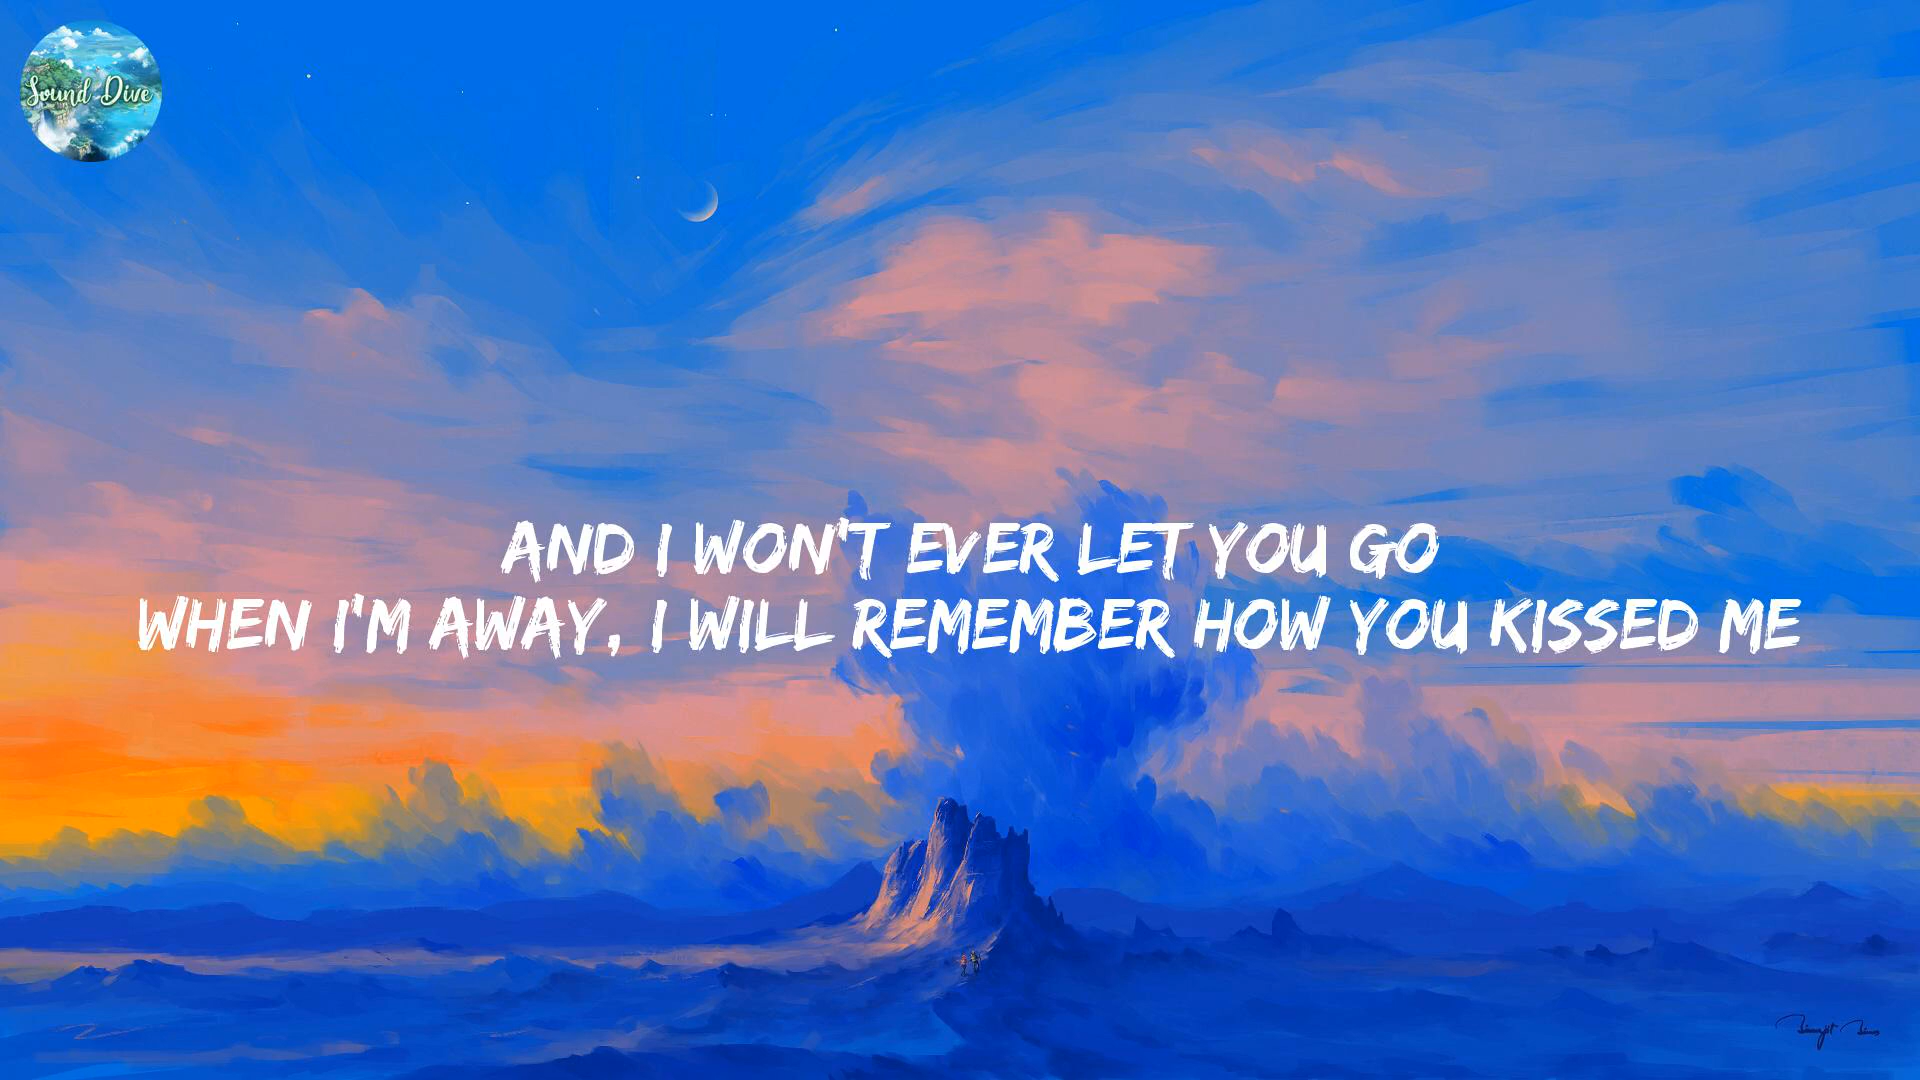 Sound Dive
AND I WON'T EVER LET YOU GO
WHEN I'M AWAY, I WILL REMEMBER HOW YOU KISSED ME